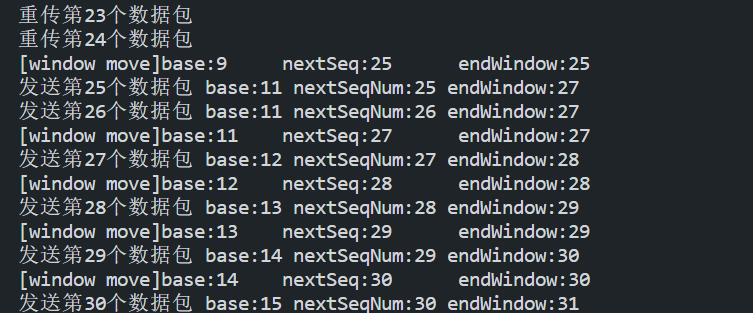 重传第23个数据包
重传第24个数据包
[window move]base:9 nextSeq:25 endWindow:25
发送第25个数据包 base:11 nextSeqNum:25 endWindow:27
发送第26个数据包 base:11 nextSeqNum:26 endWindow:27
[window move]base:11 nextSeq:27 endWindow:27
发送第27个数据包 base:12 nextSeqNum:27 endWindow:28
[window move]base:12 nextSeq:28 endWindow:28
发送第28个数据包 base:13 nextSeqNum:28 endWindow:29
[window move]base:13 nextSeq:29 endWindow:29
发送第29个数据包 base:14 nextSeqNum:29 endWindow:30
[window move]base:14 nextSeq:30 endWindow:30
发送第30个数据包 base:15 nextSeqNum:30 endWindow:31